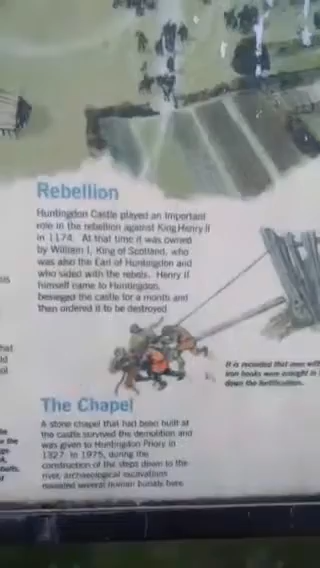 Rebellion
Huntingdon Castle played an important
role in the rebellion against King Henry II
in 1174. At that time it was owned
by William I, King of Scotland, who
was also the Earl of Huntingdon and
who sided with the rebels. Henry II
himself came to Huntingdon,
besieged the castle for a month and
then ordered it to be destroyed
It is recorded that men with
iron hooks were brought in
down the fortification.
The Chapel
A stone chapel that had been built at
the castle survived the demolition and
was given to Huntingdon Priory in
1327. In 1975, during the
construction of the steps down to the
river, archaeological excavations
revealed several human burials here.